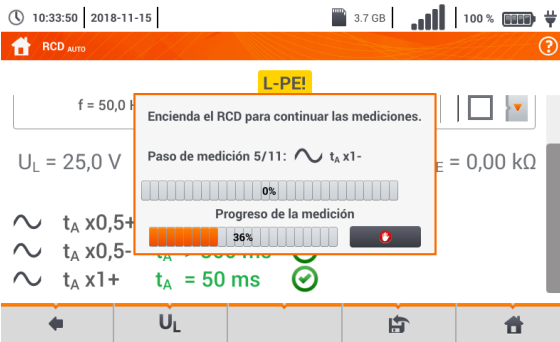 10:33:50 2018-11-15 3.7 GB 100 %
RCD AUTO
L-PE!
f = 50,0 H
Encienda el RCD para continuar las mediciones.
Paso de medición 5/11: tA x1-
UL = 25,0 V E = 0,00 kΩ
0%
Progreso de la medición
36%
tA x0,5+
tA x0,5-
tA x1+ tA = 50 ms
UL